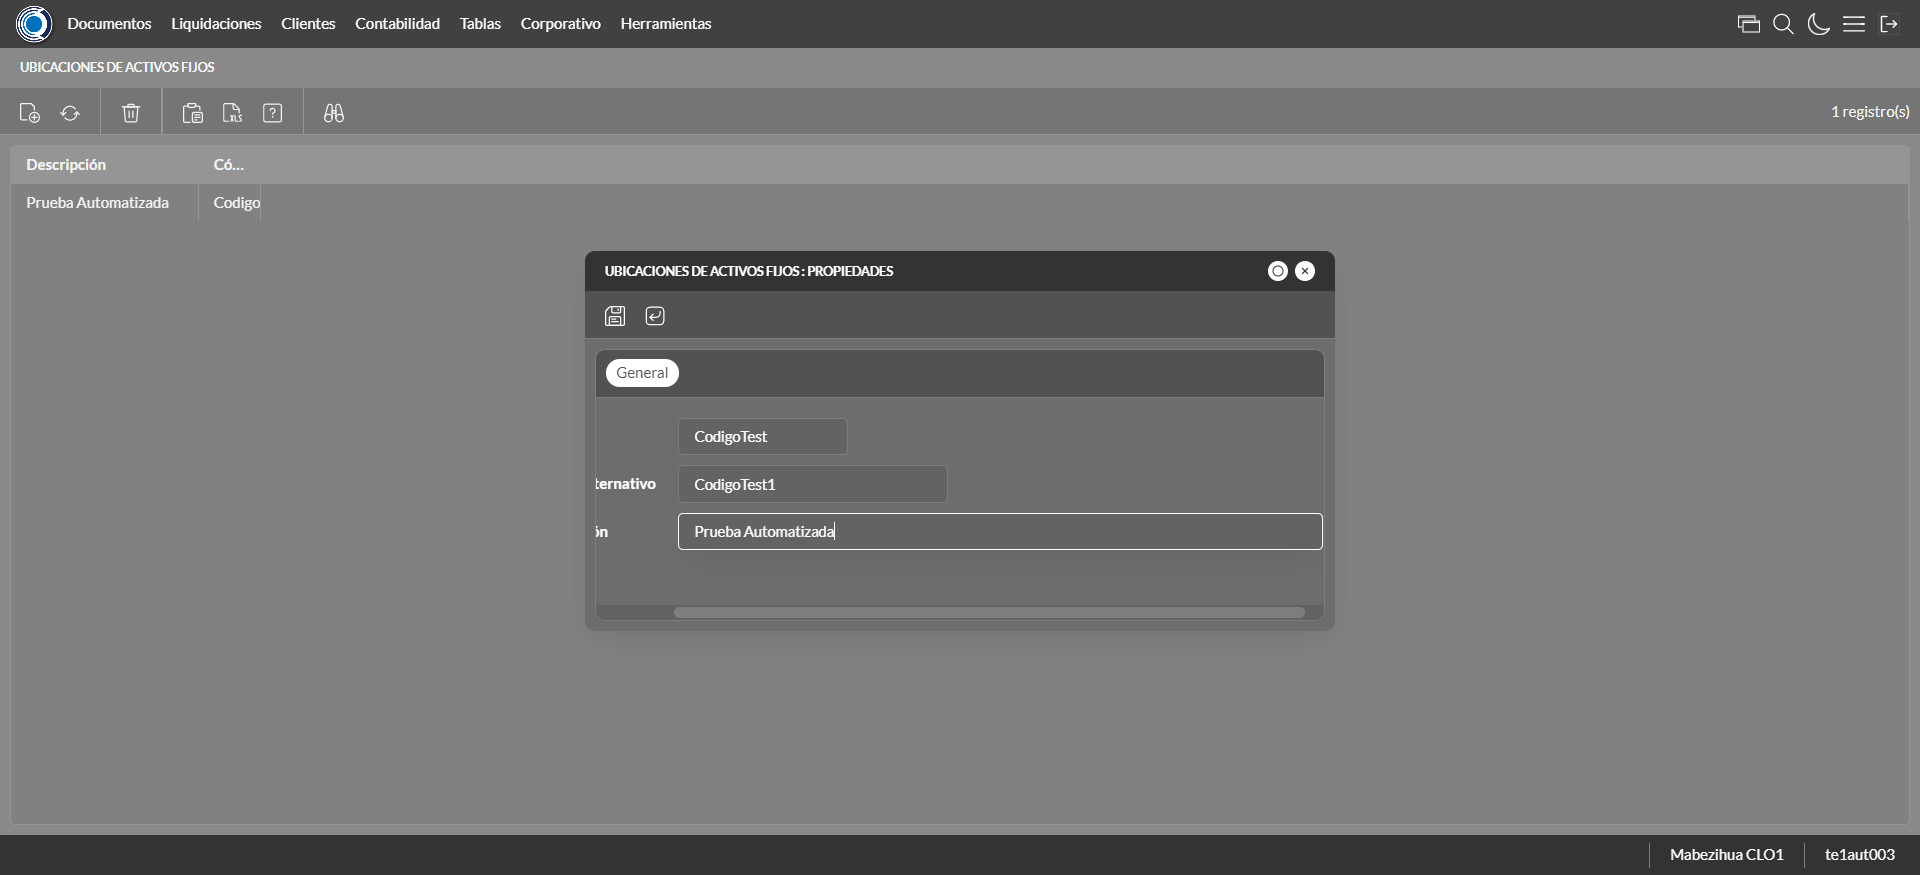 Documentos Liquidaciones Clientes Contabilidad Tablas Corporativo Herramientas
UBICACIONES DE ACTIVOS FIJOS
XLS ? 1 registro(s)
Descripción Có...
Prueba Automatizada Codigo
UBICACIONES DE ACTIVOS FIJOS : PROPIEDADES
General
CodigoTest
ternativo CodigoTest1
ón Prueba Automatizada
Mabezihua CLO1 te1aut003